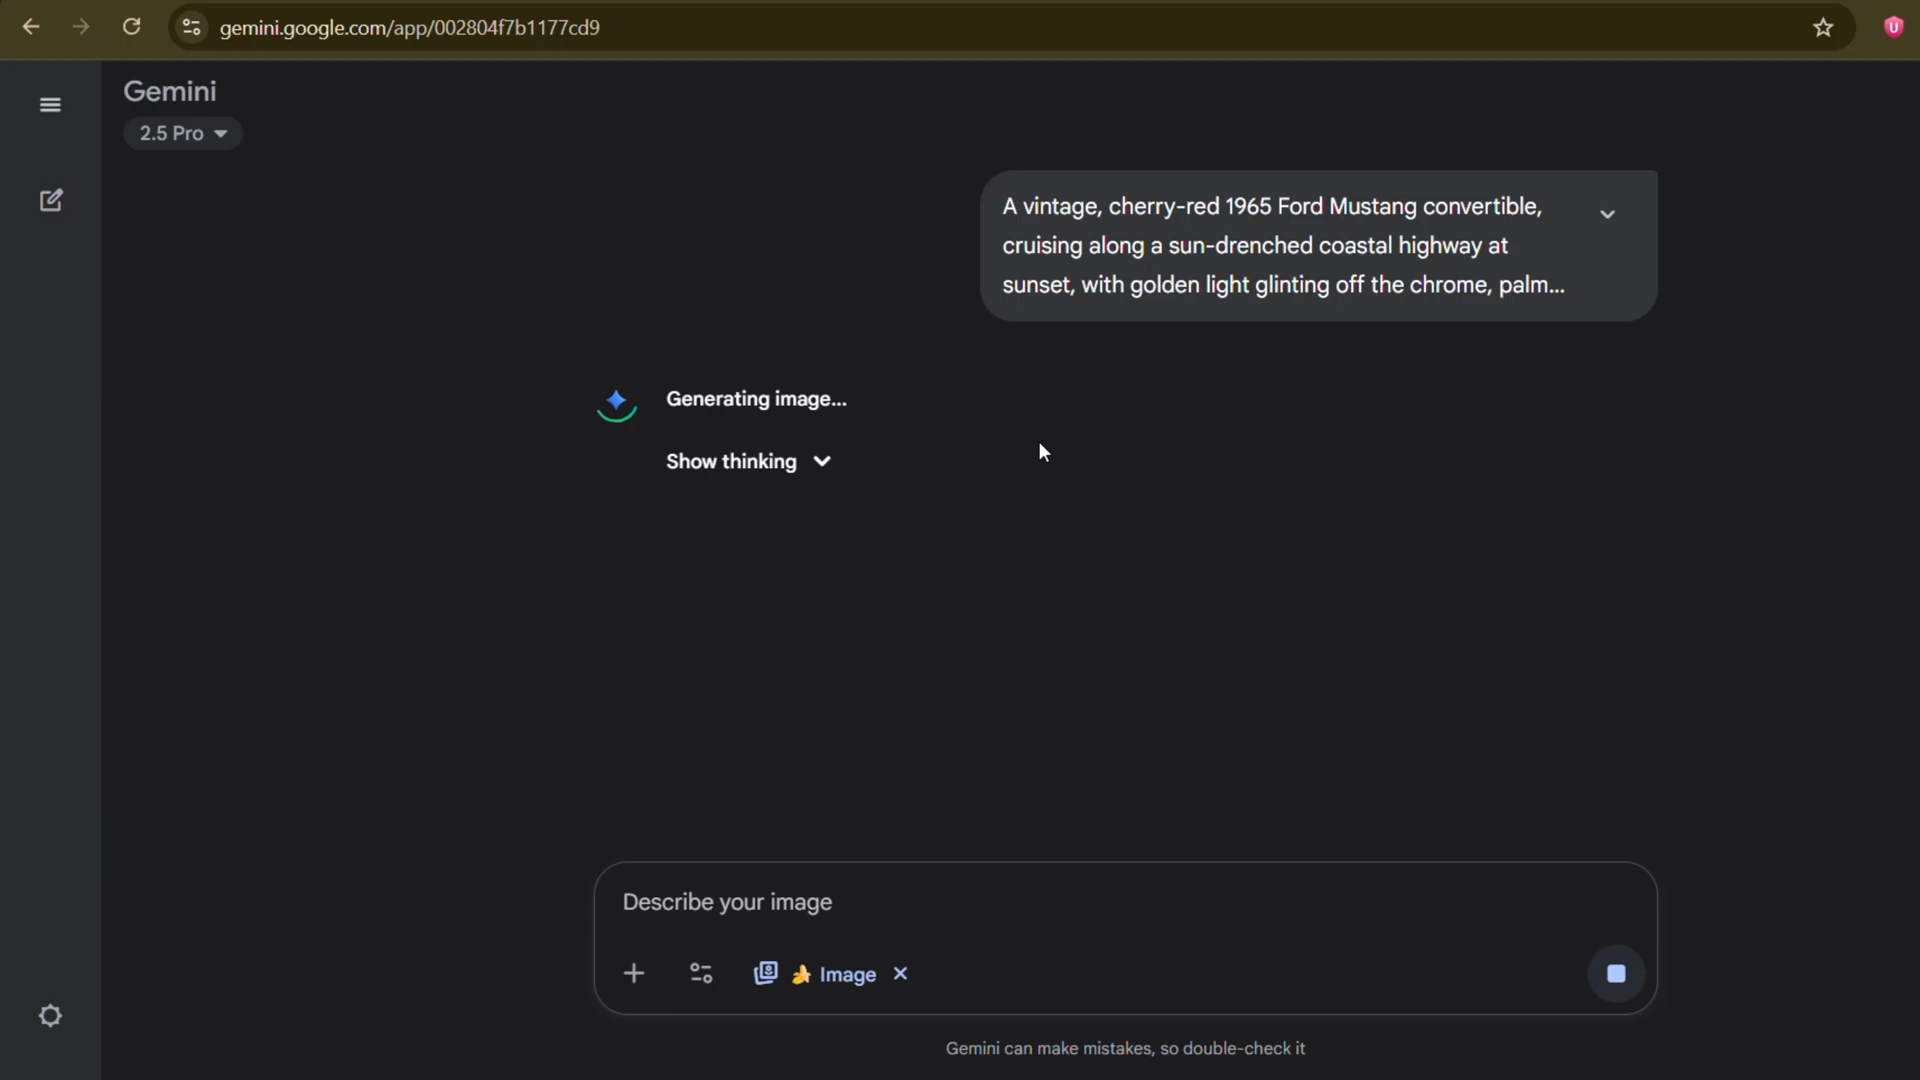 gemini.google.com/app/002804f7b1177cd9
U
Gemini
2.5 Pro
A vintage, cherry-red 1965 Ford Mustang convertible,
cruising along a sun-drenched coastal highway at
sunset, with golden light glinting off the chrome, palm...
Generating image...
Show thinking
Describe your image
Image
Gemini can make mistakes, so double-check it